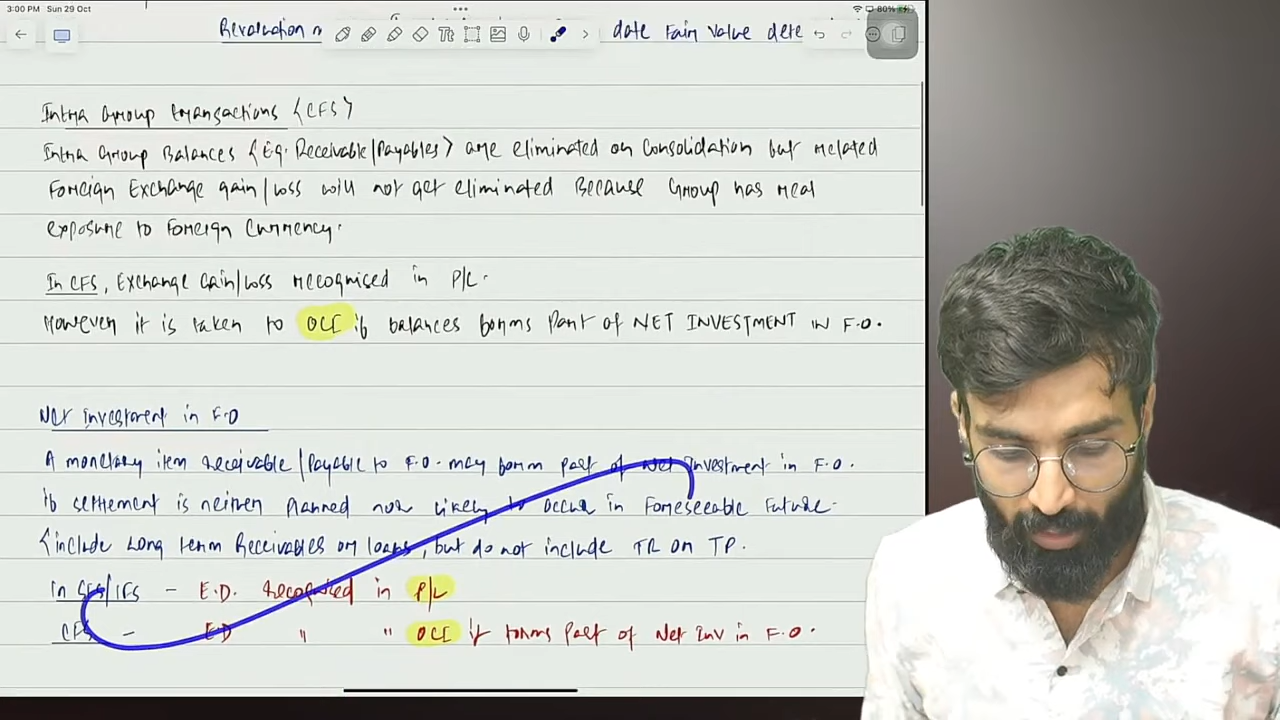 3:00 PM Sun 29 Oct
80%
Revaluation date Fair Value dete
Intra Group transactions {CFS}
Intra Group Balances {Eg. Receivable/Payables} are eliminated on consolidation but related
Foreign Exchange gain/Loss will not get eliminated Because Group has real
exposure to Foreign Currency.
In CFS, Exchange Gain/Loss recognised in P/L.
However it is taken to OCI if balances forms Part of NET INVESTMENT IN F.O.
Net investment in F.O
A monetary item receivable/Payable to F.O. may form part of Net Investment in F.O.
if settlement is neither planned nor likely to occur in Foreseeable Future.
{include Long term Receivables or loans, but do not include TR or TP.
In SFS/IFS - E.D. recognised in P/L
CFS - ED " " OCI if forms Part of Net Inv in F.O.